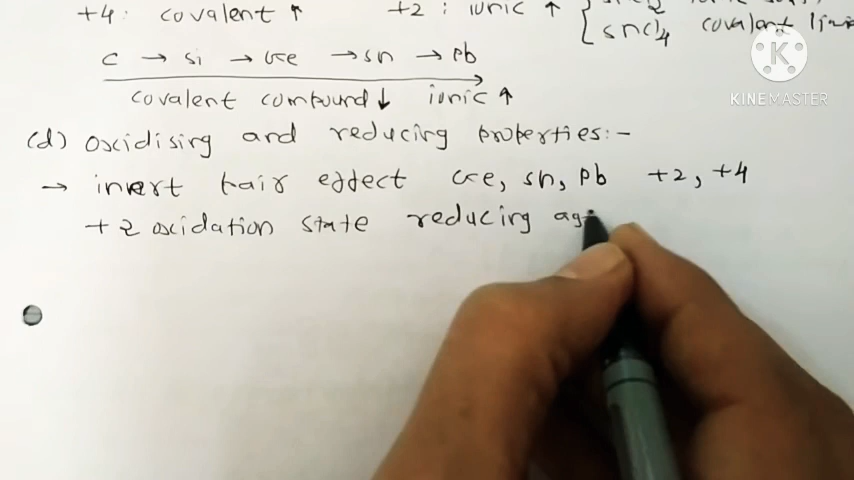 +4: covalent ↑ +2: ionic ↑
{ sncl4 covalent
c → si → Ge → sn → pb
covalent compound ↓ ionic ↑
KINEMASTER
(d) oxidising and reducing properties:-
→ inert pair effect Ge, sn, pb +2, +4
+2 oxidation state reducing ag